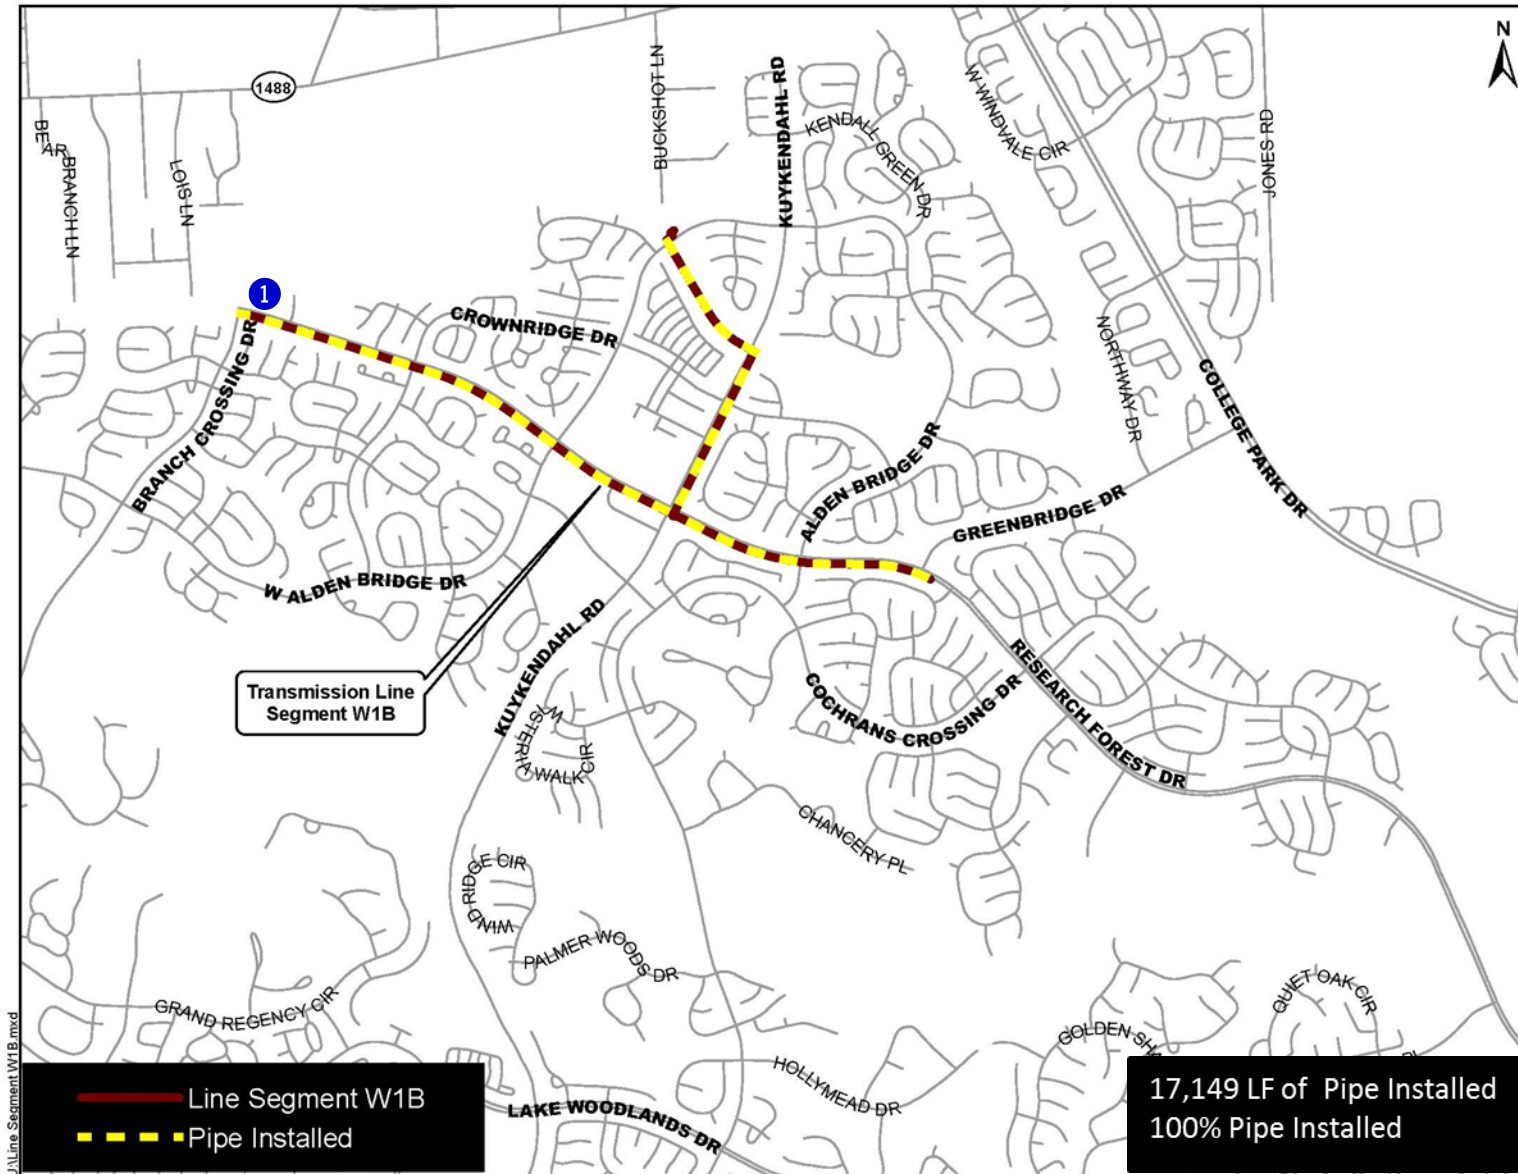 N
1488
BUCKSHOT LN
KUYKENDAHL RD
W WINDVALE CIR
KENDALL GREEN DR
JONES RD
BEAR BRANCH LN
LOIS LN
1
CROWNRIDGE DR
BRANCH CROSSING DR
NORTHWAY DR
COLLEGE PARK DR
ALDEN BRIDGE DR
GREENBRIDGE DR
W ALDEN BRIDGE DR
KUYKENDAHL RD
Transmission Line
Segment W1B
COCHRANS CROSSING DR
RESEARCH FOREST DR
WISTERIA WALK CIR
CHANCERY PL
WIND RIDGE CIR
PALMER WOODS DR
GRAND REGENCY CIR
QUIET OAK CIR
GOLDEN SHA
HOLLYMEAD DR
LAKE WOODLANDS DR
J:\Line Segment W1B.mxd
Line Segment W1B
Pipe Installed
17,149 LF of Pipe Installed
100% Pipe Installed